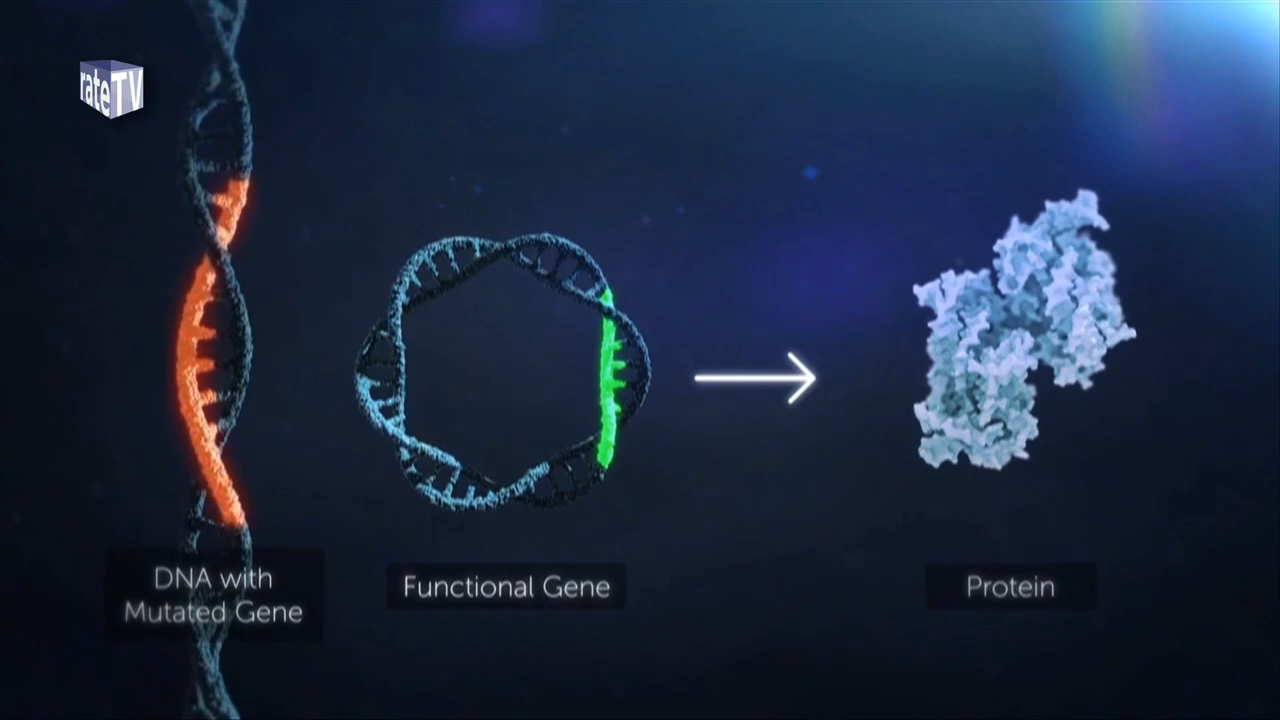 rateTV
DNA with
Mutated Gene
Functional Gene
Protein